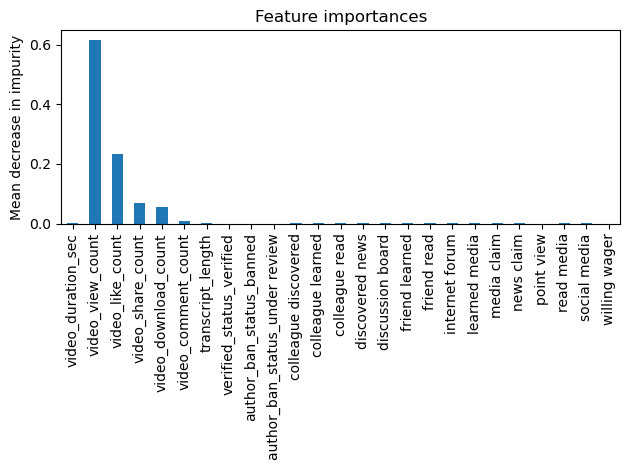 Feature importances
Mean decrease in impurity
0.6
0.4
0.2
0.0
video_duration_sec
video_view_count
video_like_count
video_share_count
video_download_count
video_comment_count
transcript_length
verified_status_verified
author_ban_status_banned
author_ban_status_under review
colleague discovered
colleague learned
colleague read
discovered news
discussion board
friend learned
friend read
internet forum
learned media
media claim
news claim
point view
read media
social media
willing wager